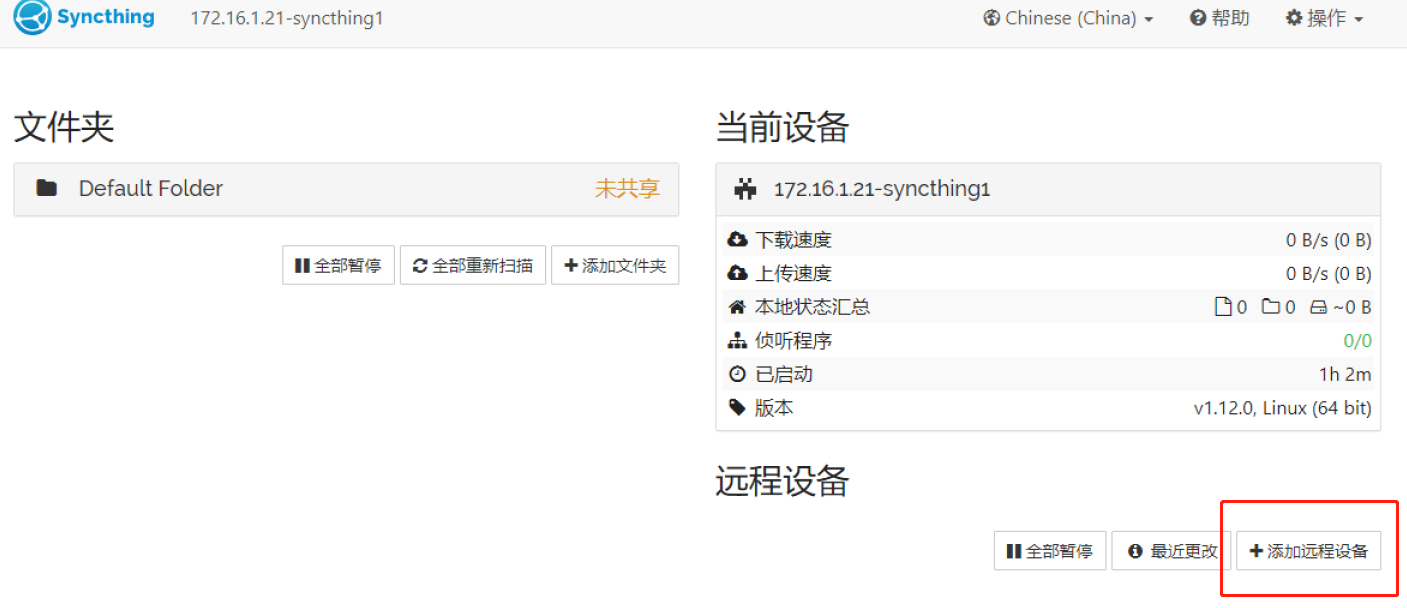 Syncthing 172.16.1.21-syncthing1 Chinese (China) 帮助 操作
文件夹
Default Folder 未共享
全部暂停 全部重新扫描 添加文件夹
当前设备
172.16.1.21-syncthing1
下载速度 0 B/s (0 B)
上传速度 0 B/s (0 B)
本地状态汇总 0 0 ~0 B
侦听程序 0/0
已启动 1h 2m
版本 v1.12.0, Linux (64 bit)
远程设备
全部暂停 最近更改 添加远程设备